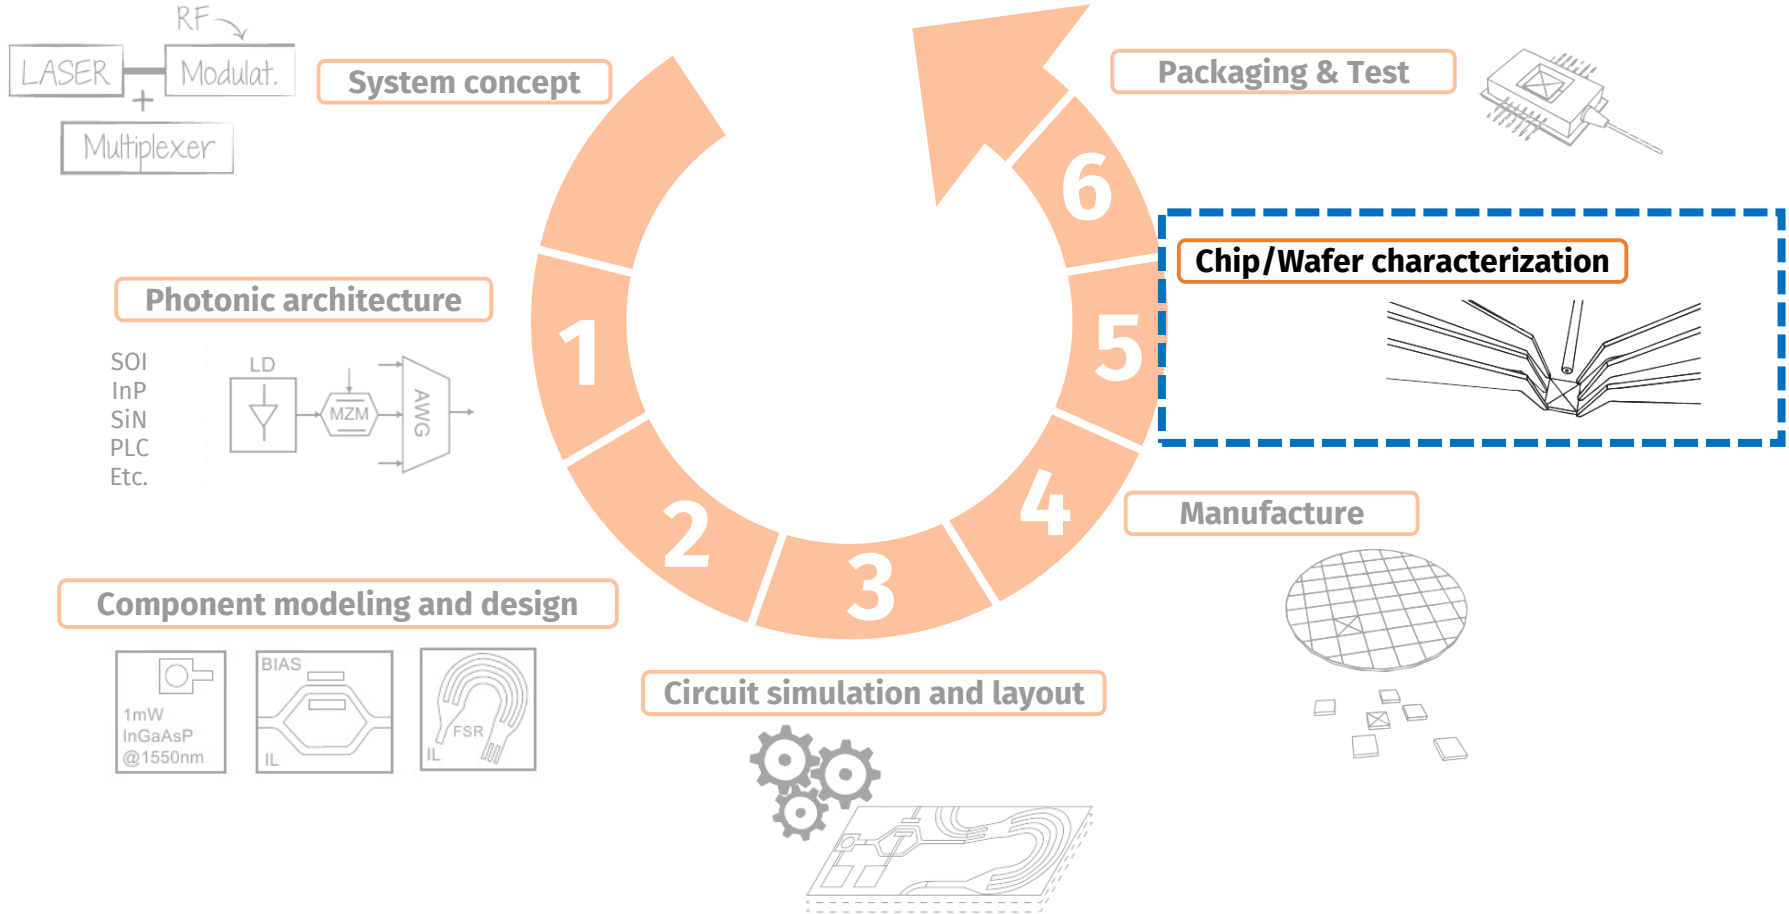 RF
LASER
Modulat.
+
Multiplexer
System concept
Packaging & Test
6
Chip/Wafer characterization
Photonic architecture
SOI
InP
SiN
PLC
Etc.
LD
MZM
AWG
1
5
2
4
3
Manufacture
Component modeling and design
1mW
InGaAsP
@1550nm
BIAS
IL
FSR
IL
Circuit simulation and layout